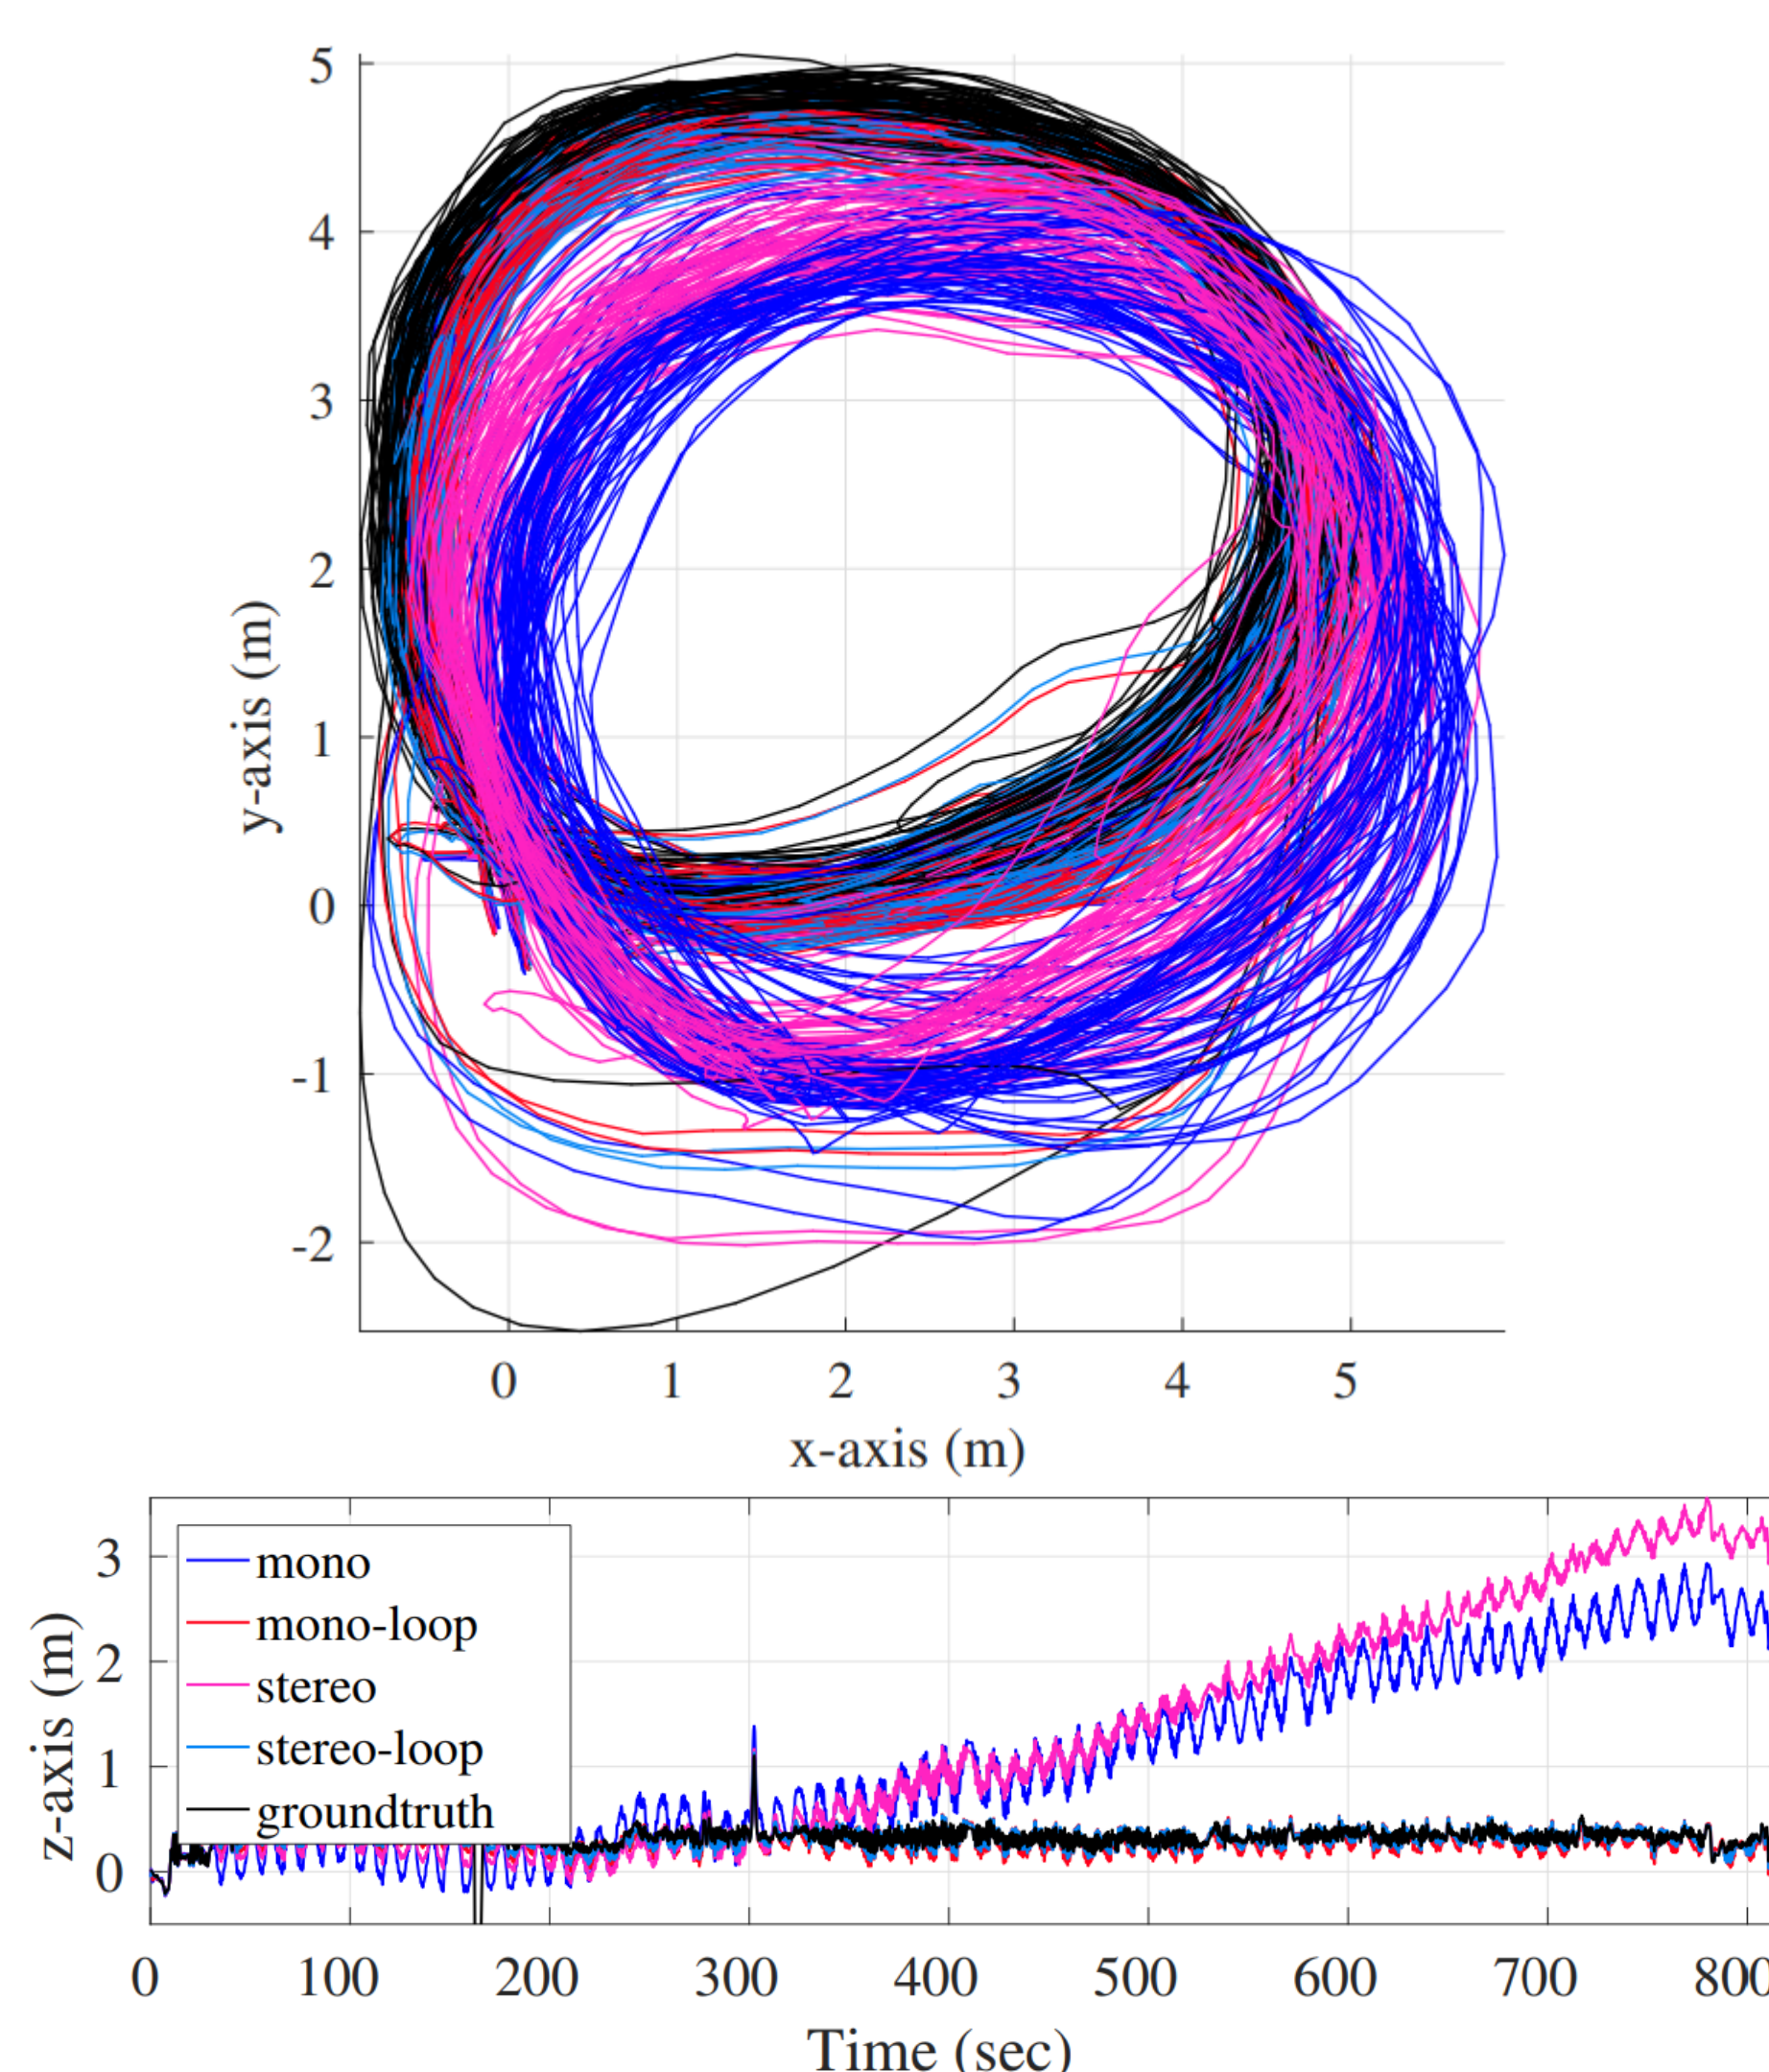 5
4
3
2
1
0
-1
-2
y-axis (m)
0 1 2 3 4 5
x-axis (m)
3
2
1
0
z-axis (m)
mono
mono-loop
stereo
stereo-loop
groundtruth
0 100 200 300 400 500 600 700 800
Time (sec)